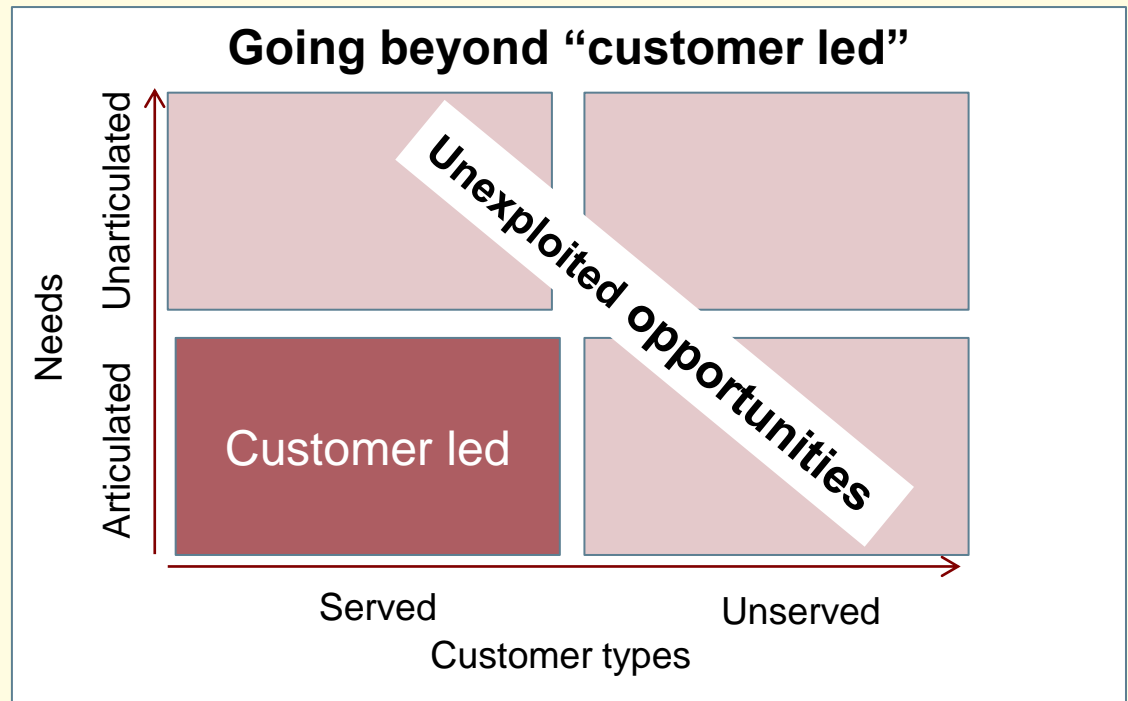 Going beyond “customer led”
Unarticulated
Unexploited opportunities
Needs
Articulated
Customer led
Served
Unserved
Customer types